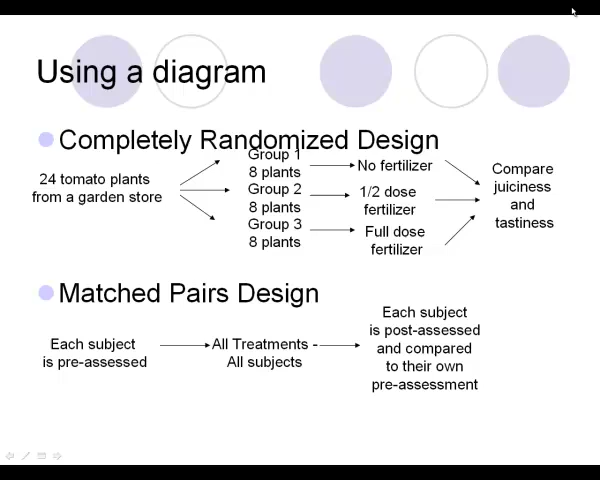 Using a diagram
Completely Randomized Design
24 tomato plants
from a garden store
Group 1
8 plants
Group 2
8 plants
Group 3
8 plants
No fertilizer
1/2 dose
fertilizer
Full dose
fertilizer
Compare
juiciness
and
tastiness
Matched Pairs Design
Each subject
is pre-assessed
All Treatments -
All subjects
Each subject
is post-assessed
and compared
to their own
pre-assessment